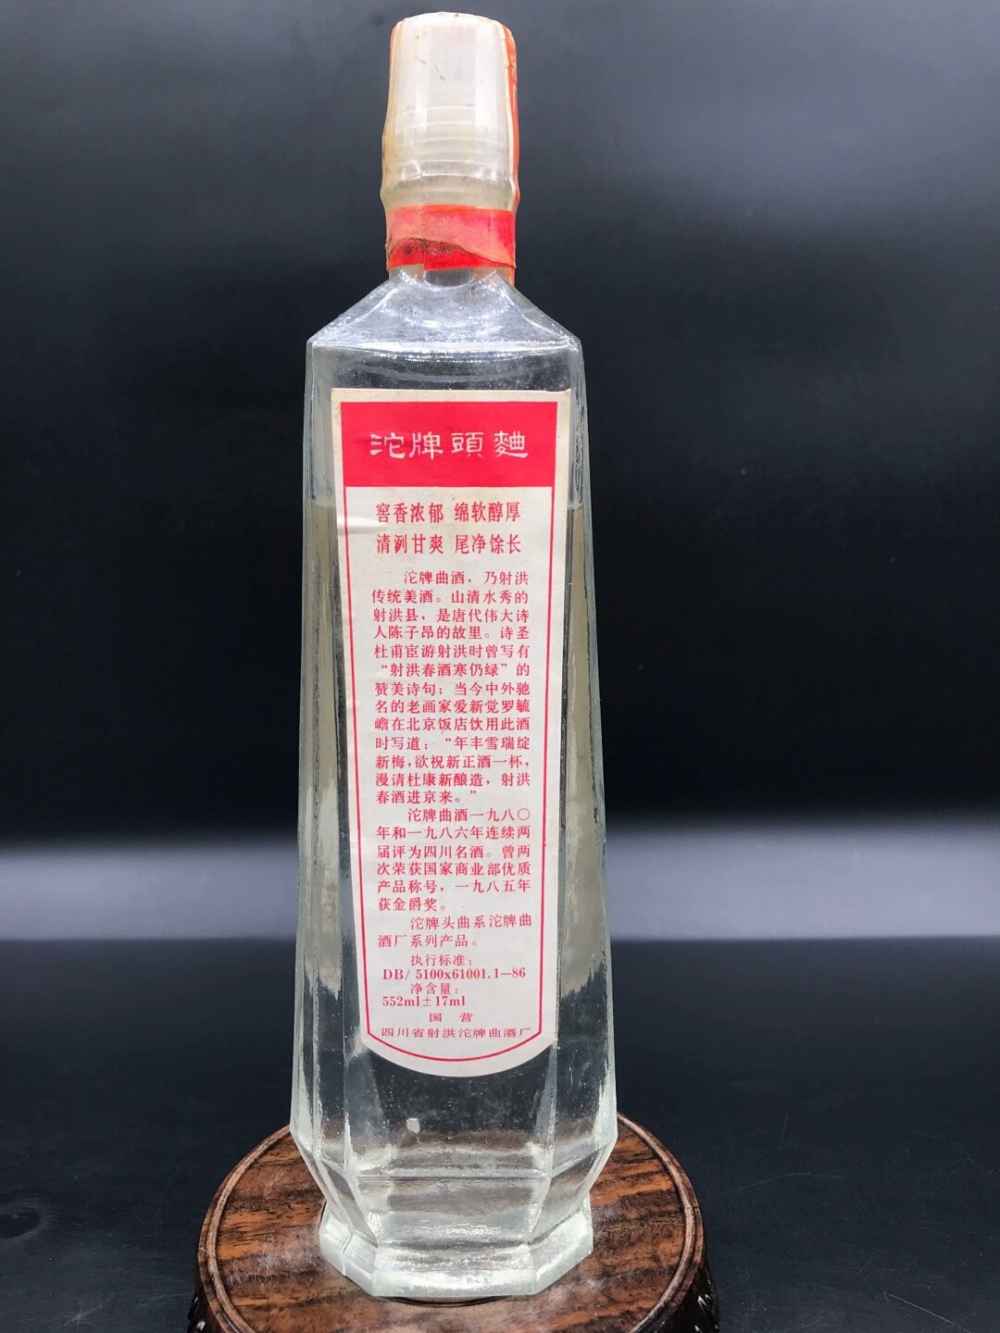 沱牌頭麯
窖香浓郁 绵软醇厚
清洌甘爽 尾净馀长
沱牌曲酒，乃射洪
传统美酒。山清水秀的
射洪县，是唐代伟大诗
人陈子昂的故里。诗圣
杜甫宦游射洪时曾写有
“射洪春酒寒仍绿”的
赞美诗句；当今中外驰
名的老画家爱新觉罗毓
嶦在北京饭店饮用此酒
时写道：“年丰雪瑞绽
新梅，欲祝新正酒一杯，
漫请杜康新酿造，射洪
春酒进京来。”
沱牌曲酒一九八〇
年和一九八六年连续两
届评为四川名酒。曾两
次荣获国家商业部优质
产品称号，一九八五年
获金爵奖。
沱牌头曲系沱牌曲
酒厂系列产品。
执行标准：
DB/ 5100x61001.1—86
净含量：
552ml±17ml
国 营
四川省射洪沱牌曲酒厂